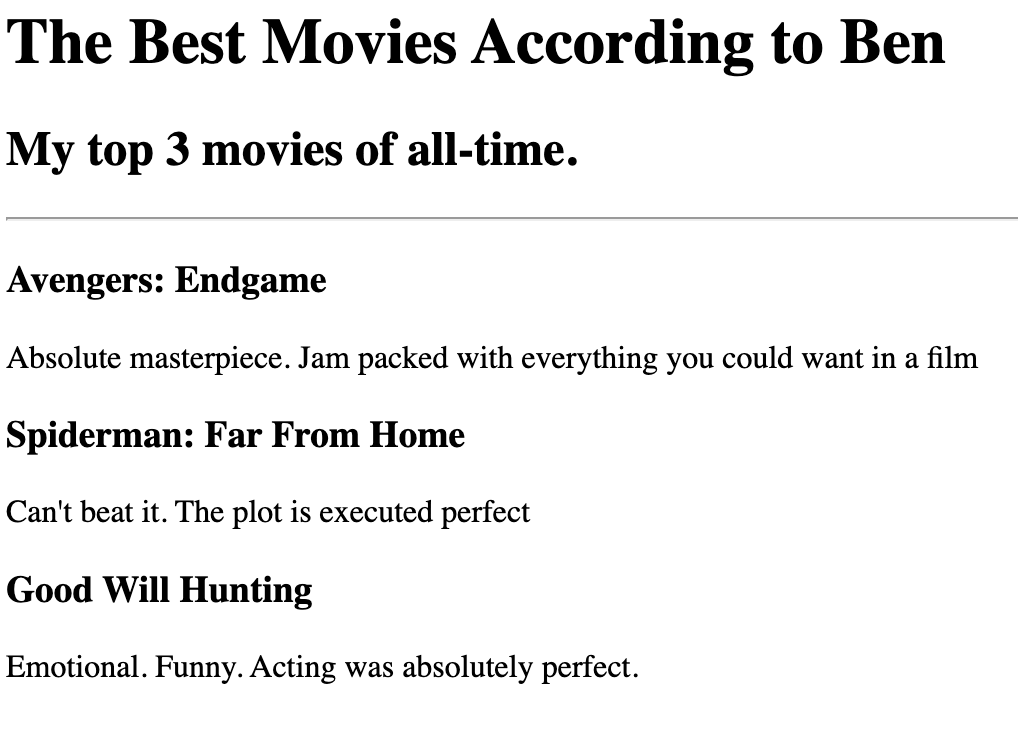 The Best Movies According to Ben
My top 3 movies of all-time.
Avengers: Endgame
Absolute masterpiece. Jam packed with everything you could want in a film
Spiderman: Far From Home
Can't beat it. The plot is executed perfect
Good Will Hunting
Emotional. Funny. Acting was absolutely perfect.